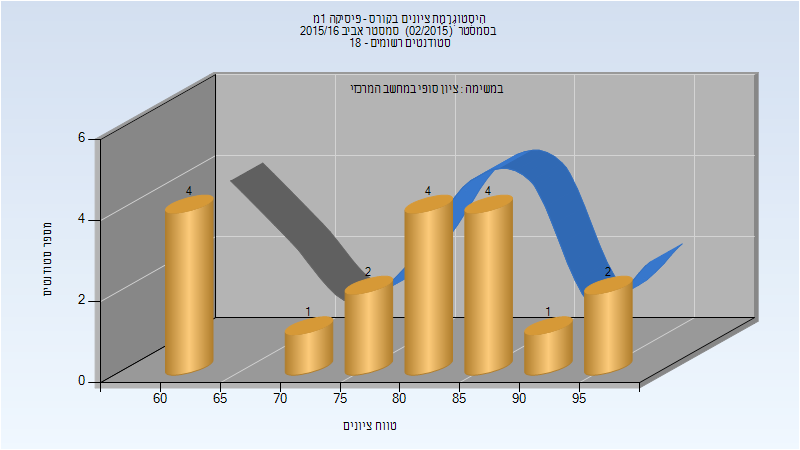 היסטוגרמת ציונים בקורס - פיסיקה 1מ
בסמסטר (02/2015) סמסטר אביב 2015/16
סטודנטים רשומים - 18
במשימה : ציון סופי במחשב המרכזי
מספר סטודנטים
6
4
2
0
4
1
2
4
4
1
2
60 65 70 75 80 85 90 95
טווח ציונים